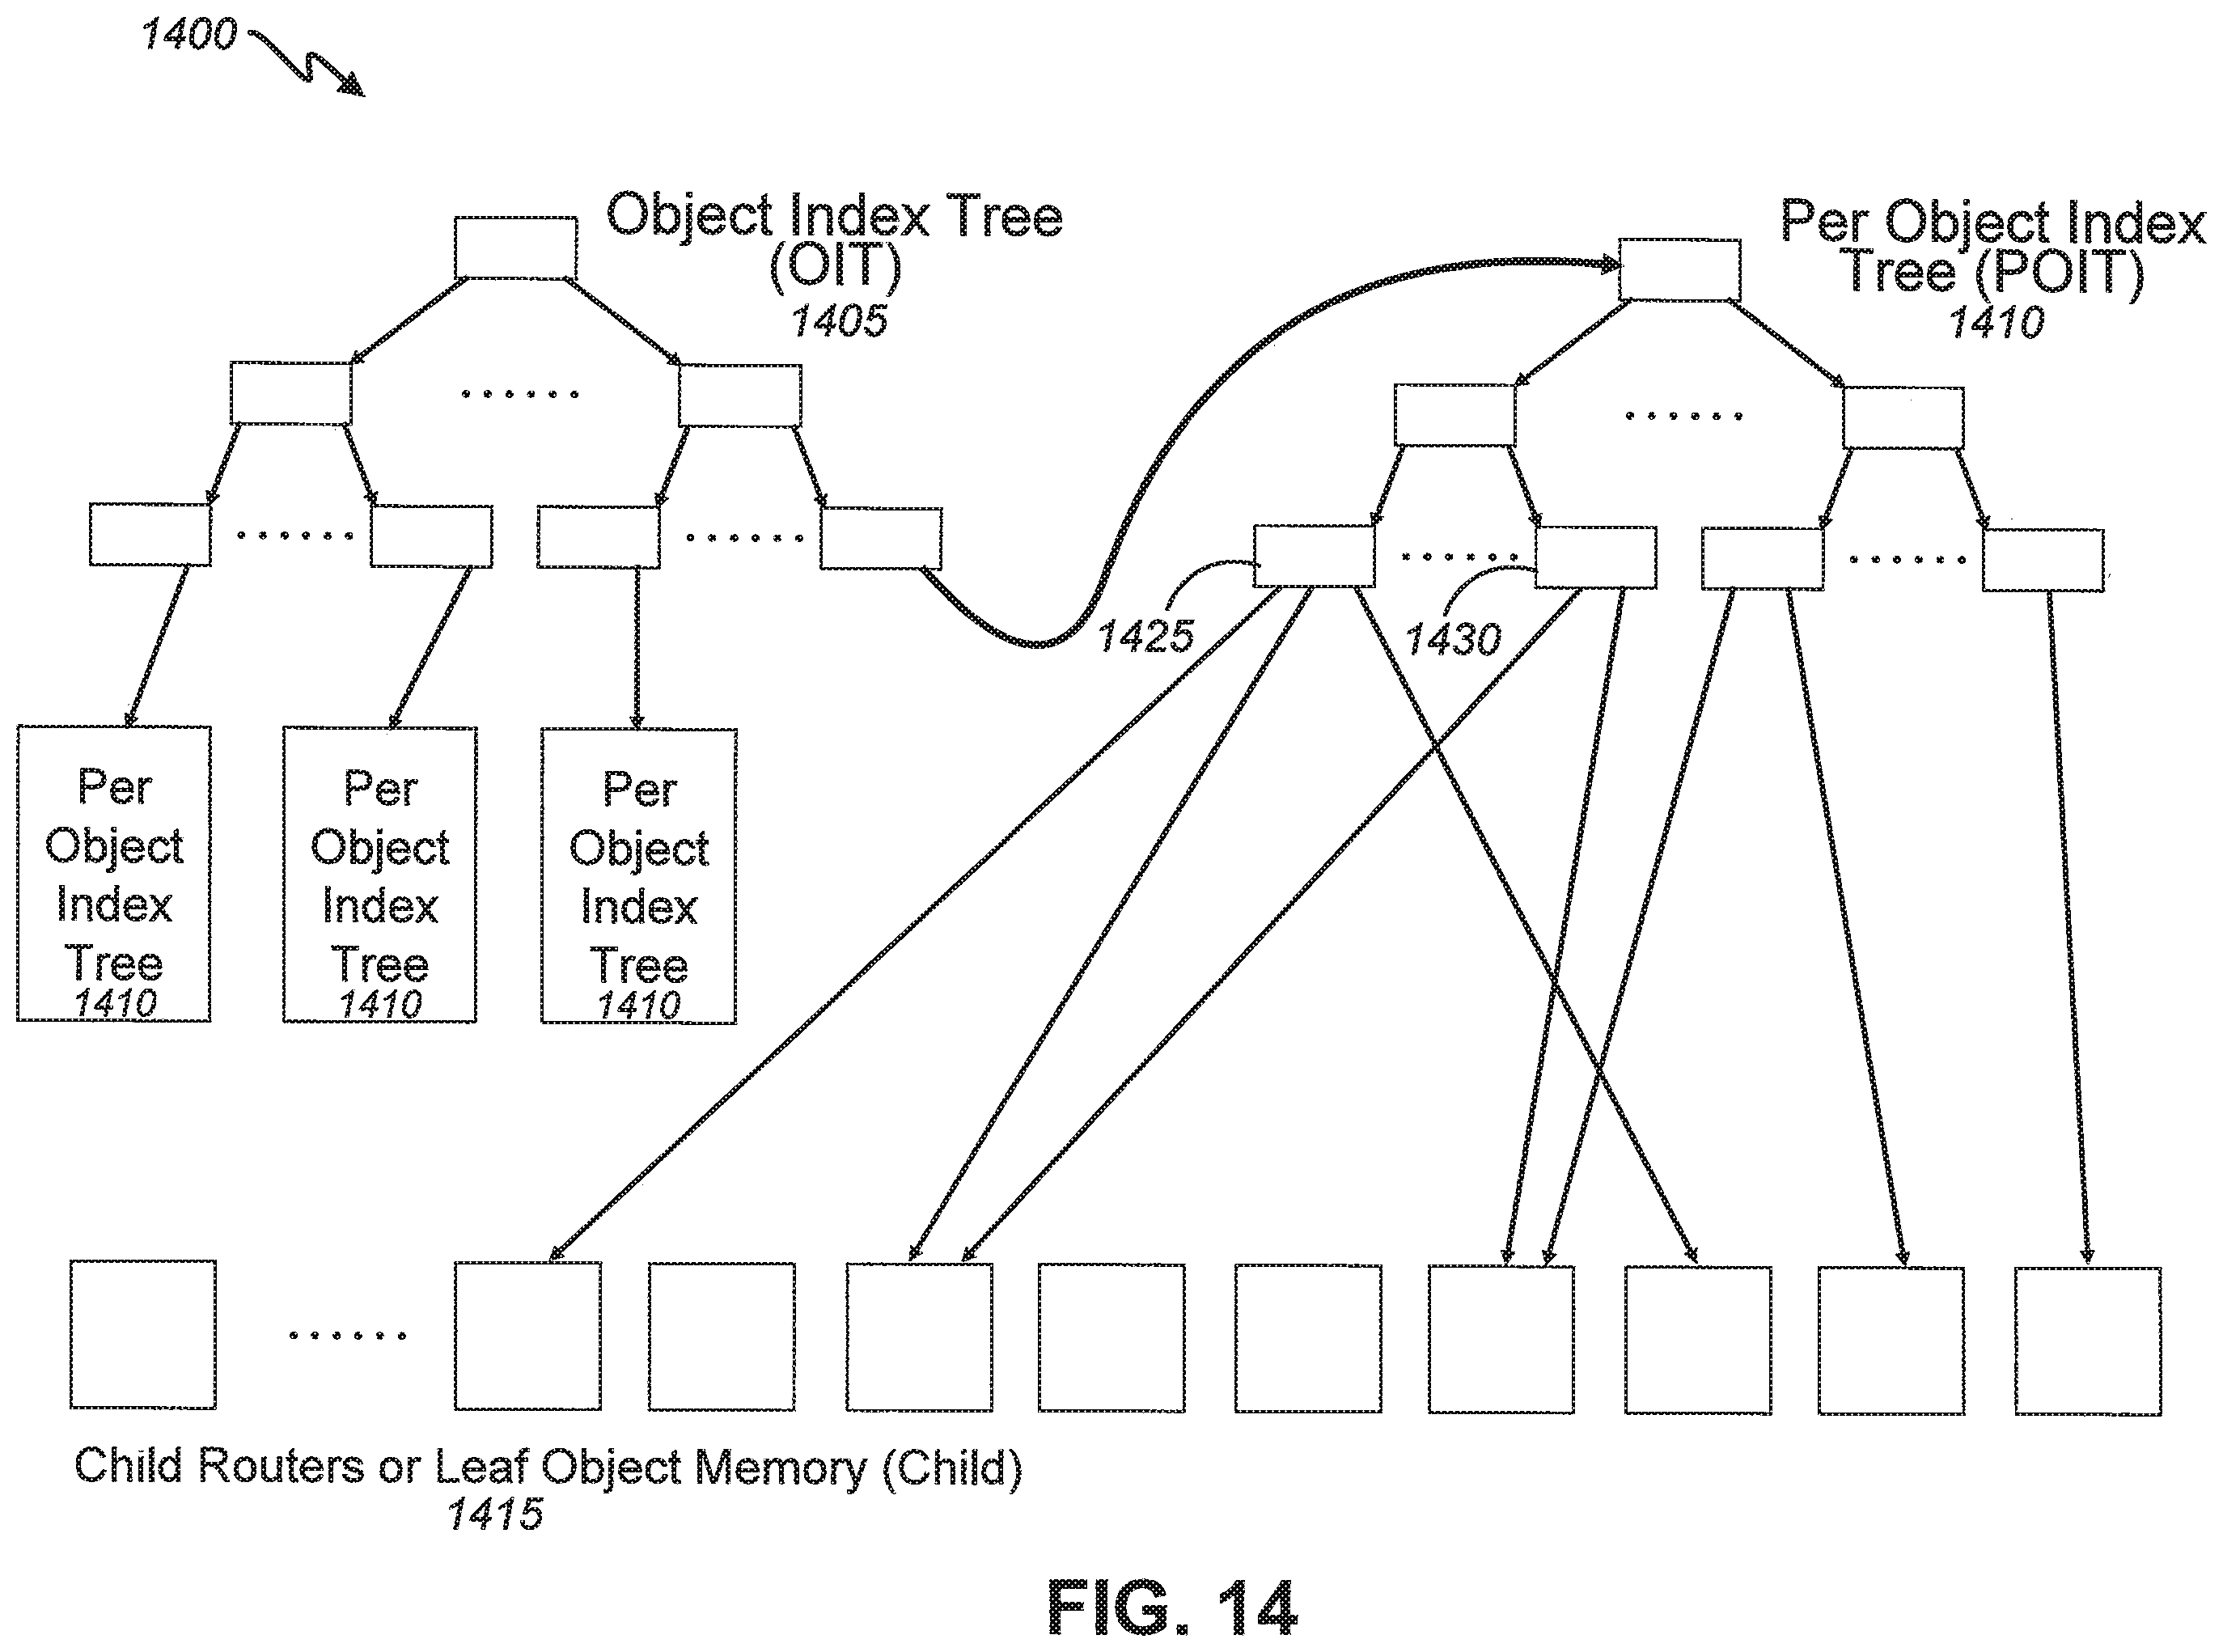 1400
Object Index Tree
(OIT)
1405
Per Object Index
Tree (POIT)
1410
1425
1430
Per
Object
Index
Tree
1410
Per
Object
Index
Tree
1410
Per
Object
Index
Tree
1410
Child Routers or Leaf Object Memory (Child)
1415
FIG. 14